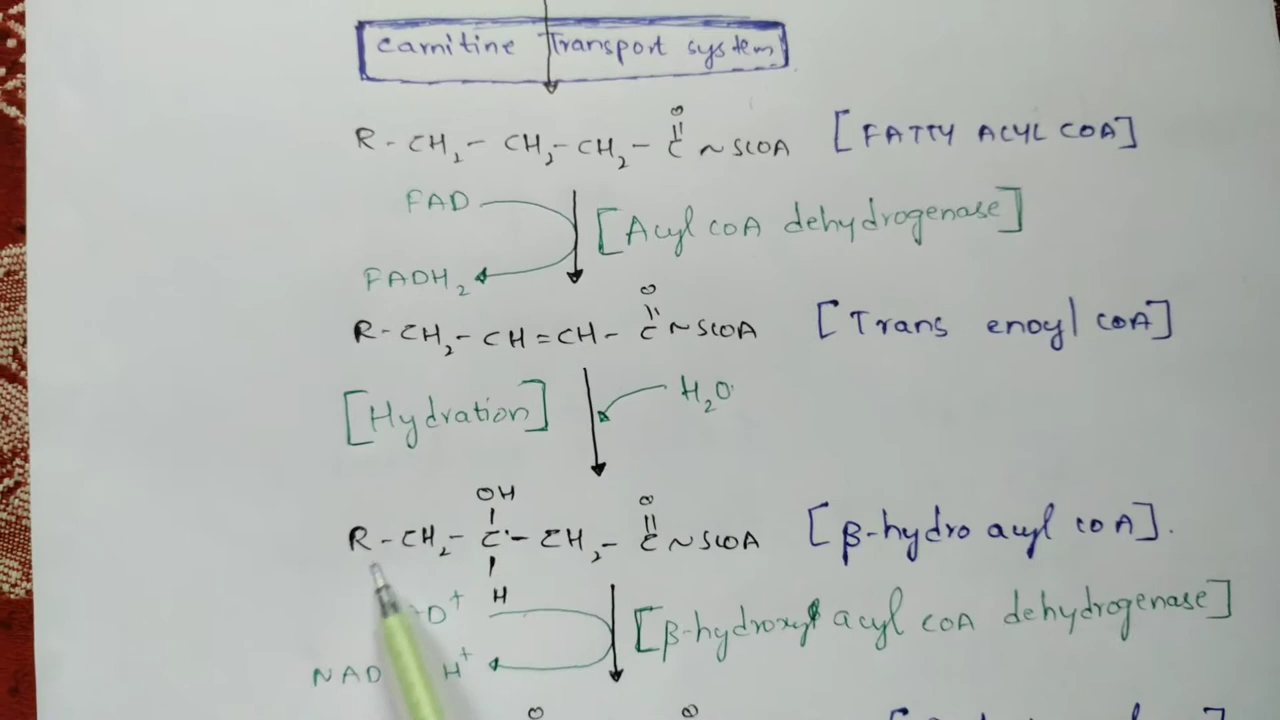 Carnitine Transport system
O
R - CH2 - CH2 - CH2 - C ~ SCOA [FATTY ACYL COA]
FAD
[Acyl COA dehydrogenase]
FADH2
O
R - CH2 - CH = CH - C ~ SCOA [Trans enoyl COA]
[Hydration] H2O
OH O
R - CH2 - C - CH2 - C ~ SCOA [β-hydro acyl COA].
H
D+
[β-hydroxyl acyl COA dehydrogenase]
NAD H+
O O